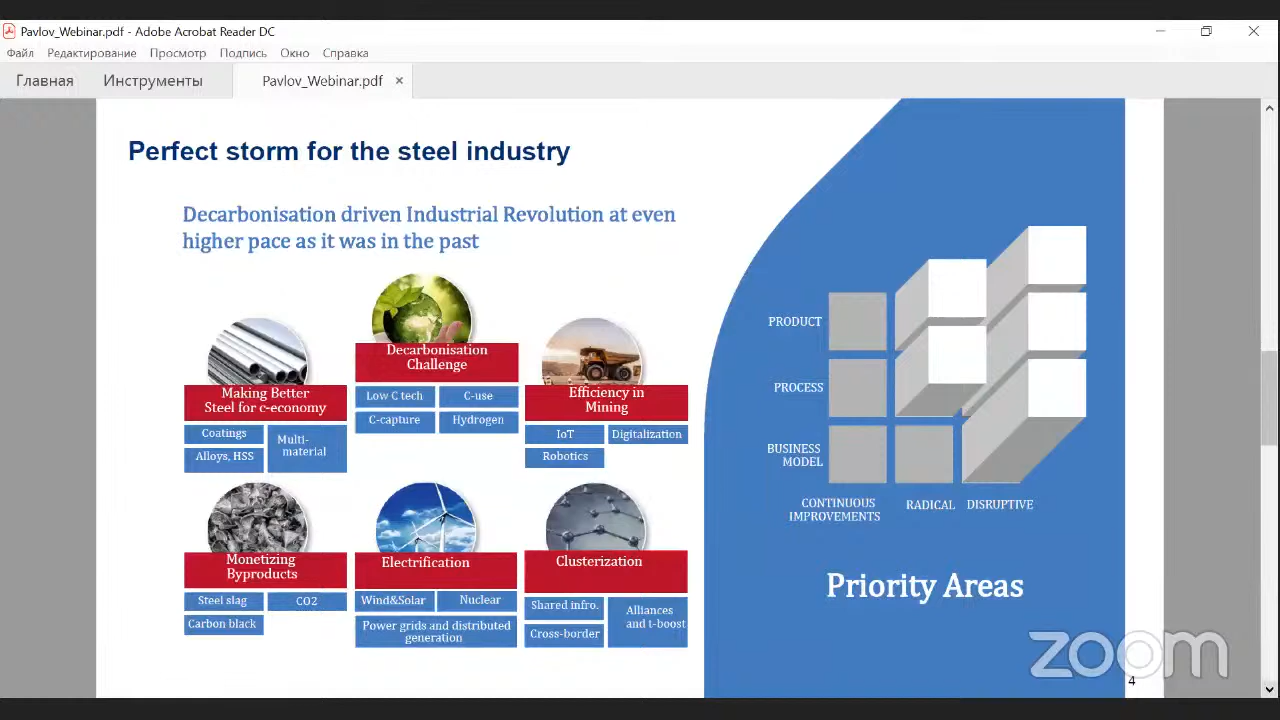 Pavlov_Webinar.pdf - Adobe Acrobat Reader DC
Файл Редактирование Просмотр Подпись Окно Справка
Главная Инструменты Pavlov_Webinar.pdf ×
Perfect storm for the steel industry
Decarbonisation driven Industrial Revolution at even
higher pace as it was in the past
Making Better
Steel for c-economy
Coatings
Alloys, HSS
Multi-
material
Decarbonisation
Challenge
Low C tech
C-use
C-capture
Hydrogen
Efficiency in
Mining
IoT
Digitalization
Robotics
Monetizing
Byproducts
Steel slag
CO2
Carbon black
Electrification
Wind&Solar
Nuclear
Power grids and distributed
generation
Clusterization
Shared infro.
Cross-border
Alliances
and t-boost
PRODUCT
PROCESS
BUSINESS
MODEL
CONTINUOUS
IMPROVEMENTS
RADICAL
DISRUPTIVE
Priority Areas
zoom
4